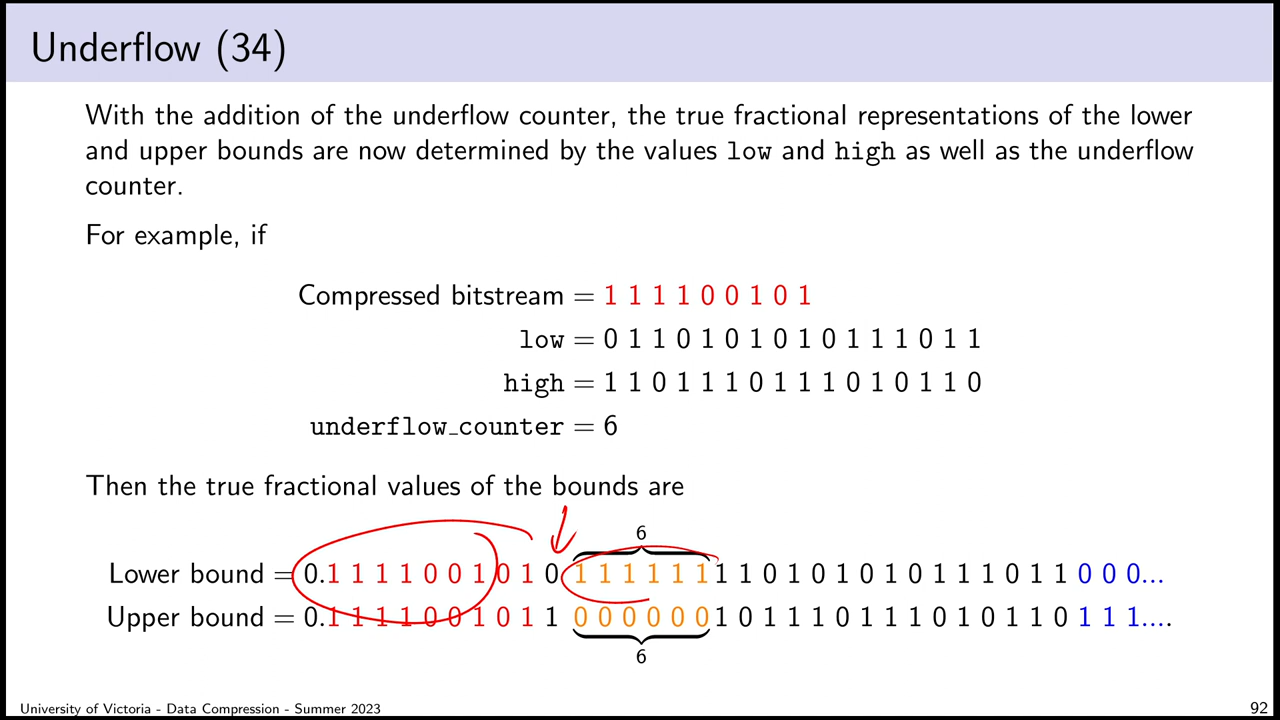 Underflow (34)
With the addition of the underflow counter, the true fractional representations of the lower
and upper bounds are now determined by the values low and high as well as the underflow
counter.
For example, if
Compressed bitstream = 1 1 1 1 0 0 1 0 1
low = 0 1 1 0 1 0 1 0 1 0 1 1 1 0 1 1
high = 1 1 0 1 1 1 0 1 1 1 0 1 0 1 1 0
underflow_counter = 6
Then the true fractional values of the bounds are
6
Lower bound = 0.1 1 1 1 0 0 1 0 1 0 1 1 1 1 1 1 1 1 0 1 0 1 0 1 0 1 1 1 0 1 1 0 0 0...
Upper bound = 0.1 1 1 1 0 0 1 0 1 1 0 0 0 0 0 0 1 0 1 1 1 0 1 1 1 0 1 0 1 1 0 1 1 1....
6
University of Victoria - Data Compression - Summer 2023
92